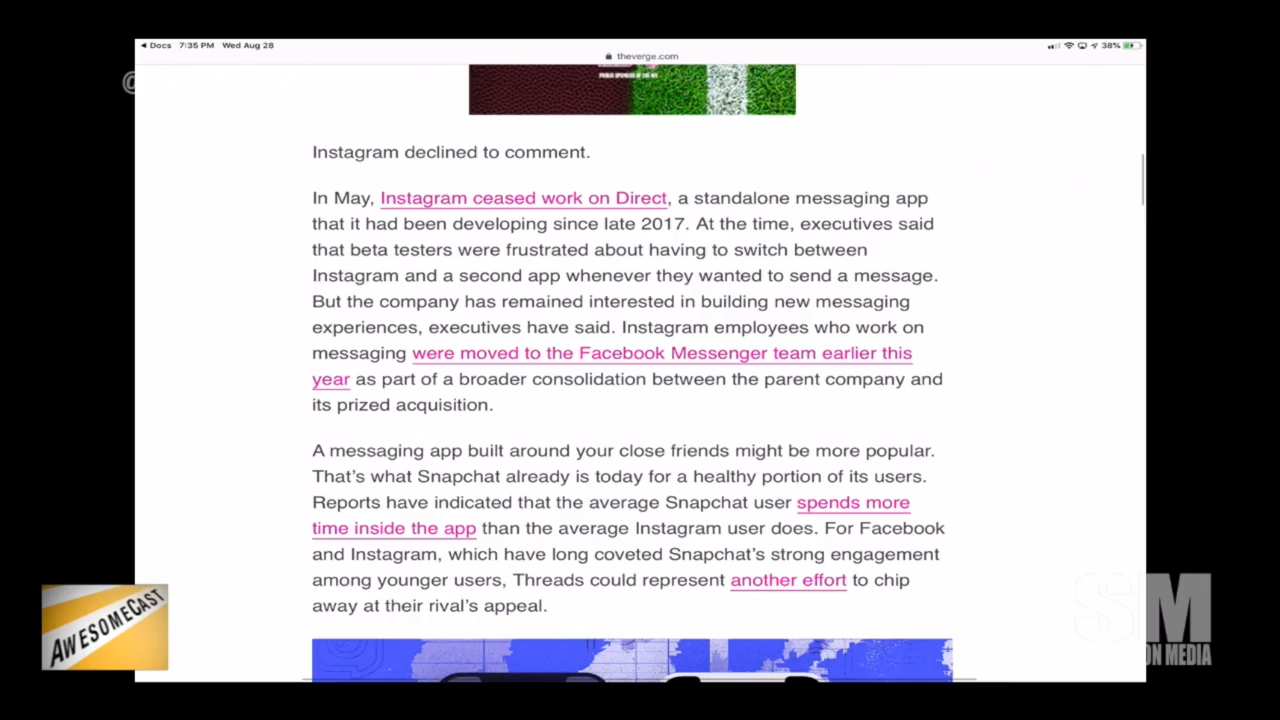 Docs 7:35 PM Wed Aug 28
38%
theverge.com
Instagram declined to comment.
In May, Instagram ceased work on Direct, a standalone messaging app
that it had been developing since late 2017. At the time, executives said
that beta testers were frustrated about having to switch between
Instagram and a second app whenever they wanted to send a message.
But the company has remained interested in building new messaging
experiences, executives have said. Instagram employees who work on
messaging were moved to the Facebook Messenger team earlier this
year as part of a broader consolidation between the parent company and
its prized acquisition.
A messaging app built around your close friends might be more popular.
That’s what Snapchat already is today for a healthy portion of its users.
Reports have indicated that the average Snapchat user spends more
time inside the app than the average Instagram user does. For Facebook
and Instagram, which have long coveted Snapchat’s strong engagement
among younger users, Threads could represent another effort to chip
away at their rival’s appeal.
AWESOMECAST
SM
ON MEDIA